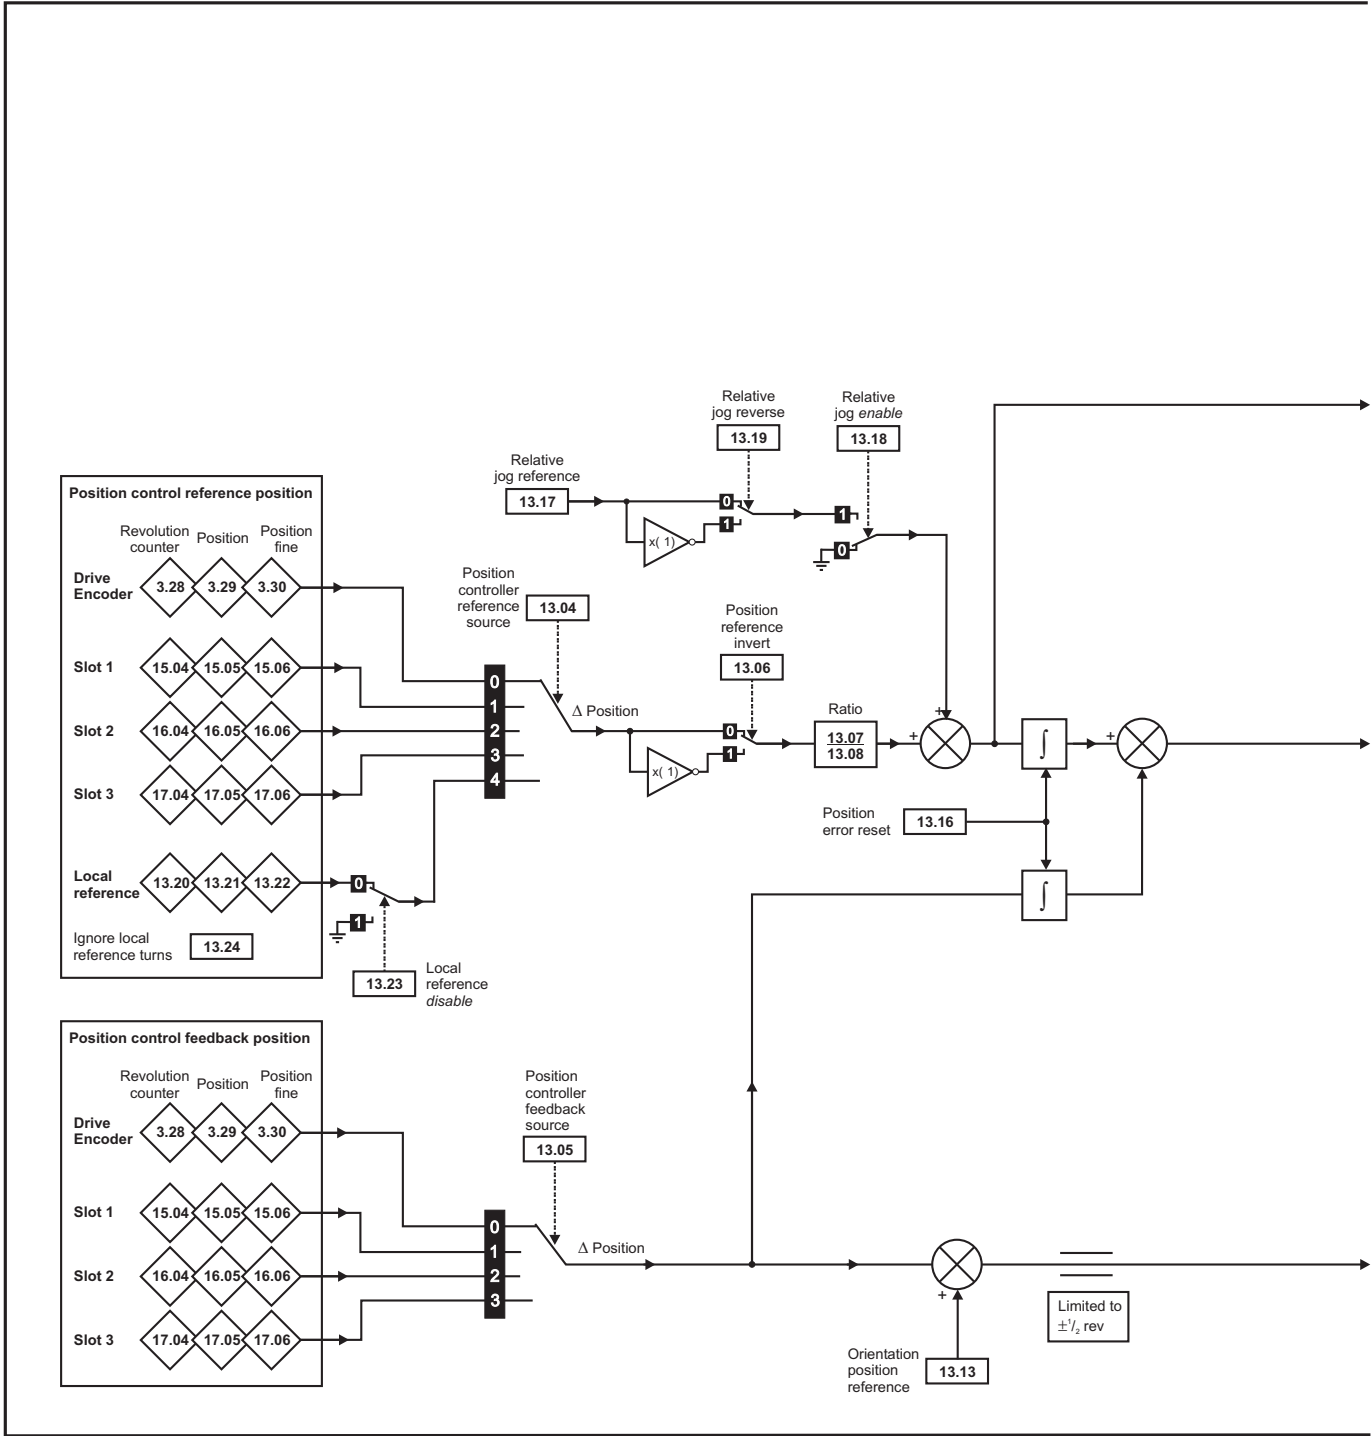 Relative
jog reverse
13.19
Relative
jog enable
13.18
Relative
jog reference
13.17
0
1
x( 1)
1
0
+
Position control reference position
Revolution
counter
Position
Position
fine
Drive
Encoder
3.28
3.29
3.30
Slot 1
15.04
15.05
15.06
Slot 2
16.04
16.05
16.06
Slot 3
17.04
17.05
17.06
Local
reference
13.20
13.21
13.22
Ignore local
reference turns
13.24
0
1
13.23
Local
reference
disable
Position
controller
reference
source
13.04
0
1
2
3
4
Δ Position
Position
reference
invert
13.06
0
1
x( 1)
Ratio
13.07
13.08
+
∫
+
Position
error reset
13.16
∫
Position control feedback position
Revolution
counter
Position
Position
fine
Drive
Encoder
3.28
3.29
3.30
Slot 1
15.04
15.05
15.06
Slot 2
16.04
16.05
16.06
Slot 3
17.04
17.05
17.06
Position
controller
feedback
source
13.05
0
1
2
3
Δ Position
+
Orientation
position
reference
13.13
Limited to
±1/2 rev